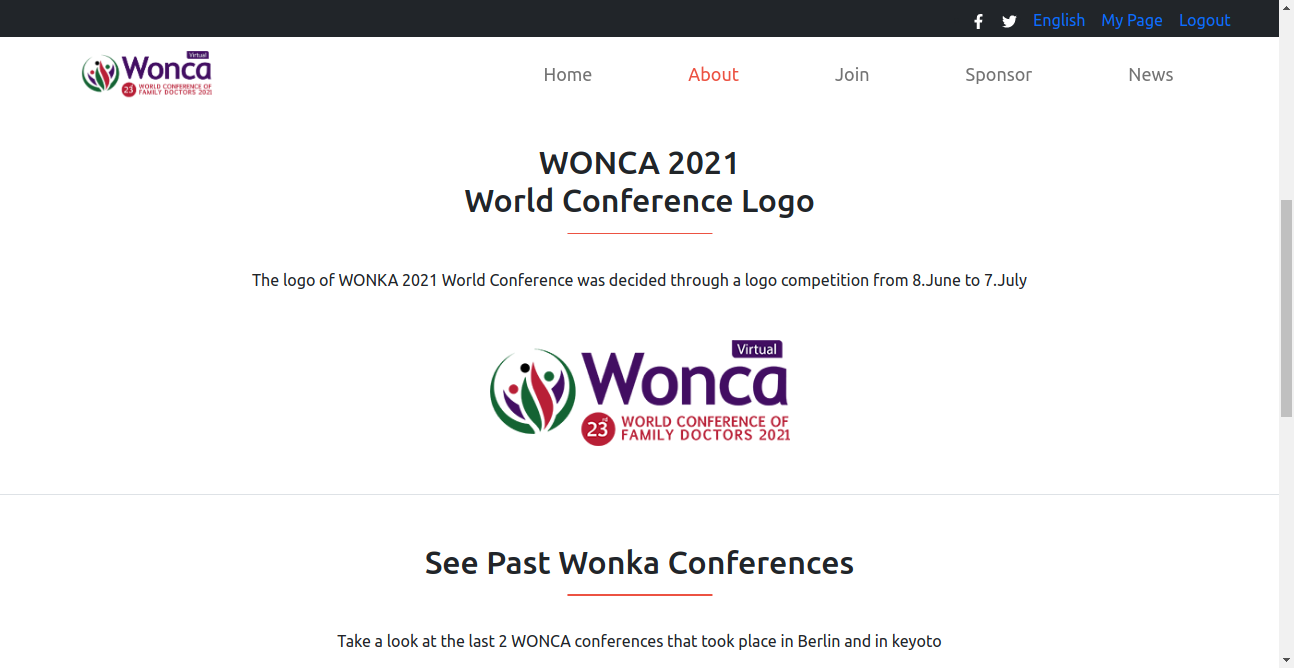 English My Page Logout
Virtual
Wonca
23 WORLD CONFERENCE OF
FAMILY DOCTORS 2021
Home About Join Sponsor News
WONCA 2021
World Conference Logo
The logo of WONKA 2021 World Conference was decided through a logo competition from 8.June to 7.July
Virtual
Wonca
23rd WORLD CONFERENCE OF
FAMILY DOCTORS 2021
See Past Wonka Conferences
Take a look at the last 2 WONCA conferences that took place in Berlin and in keyoto